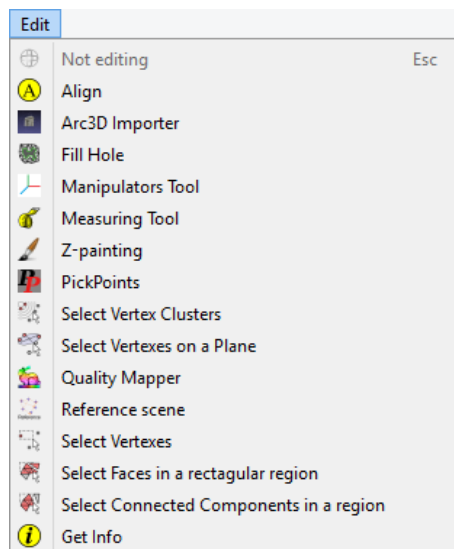 Edit
Not editing Esc
A Align
Arc3D Importer
Fill Hole
Manipulators Tool
Measuring Tool
Z-painting
PP PickPoints
Select Vertex Clusters
Select Vertexes on a Plane
Quality Mapper
Reference scene
Select Vertexes
Select Faces in a rectagular region
Select Connected Components in a region
i Get Info